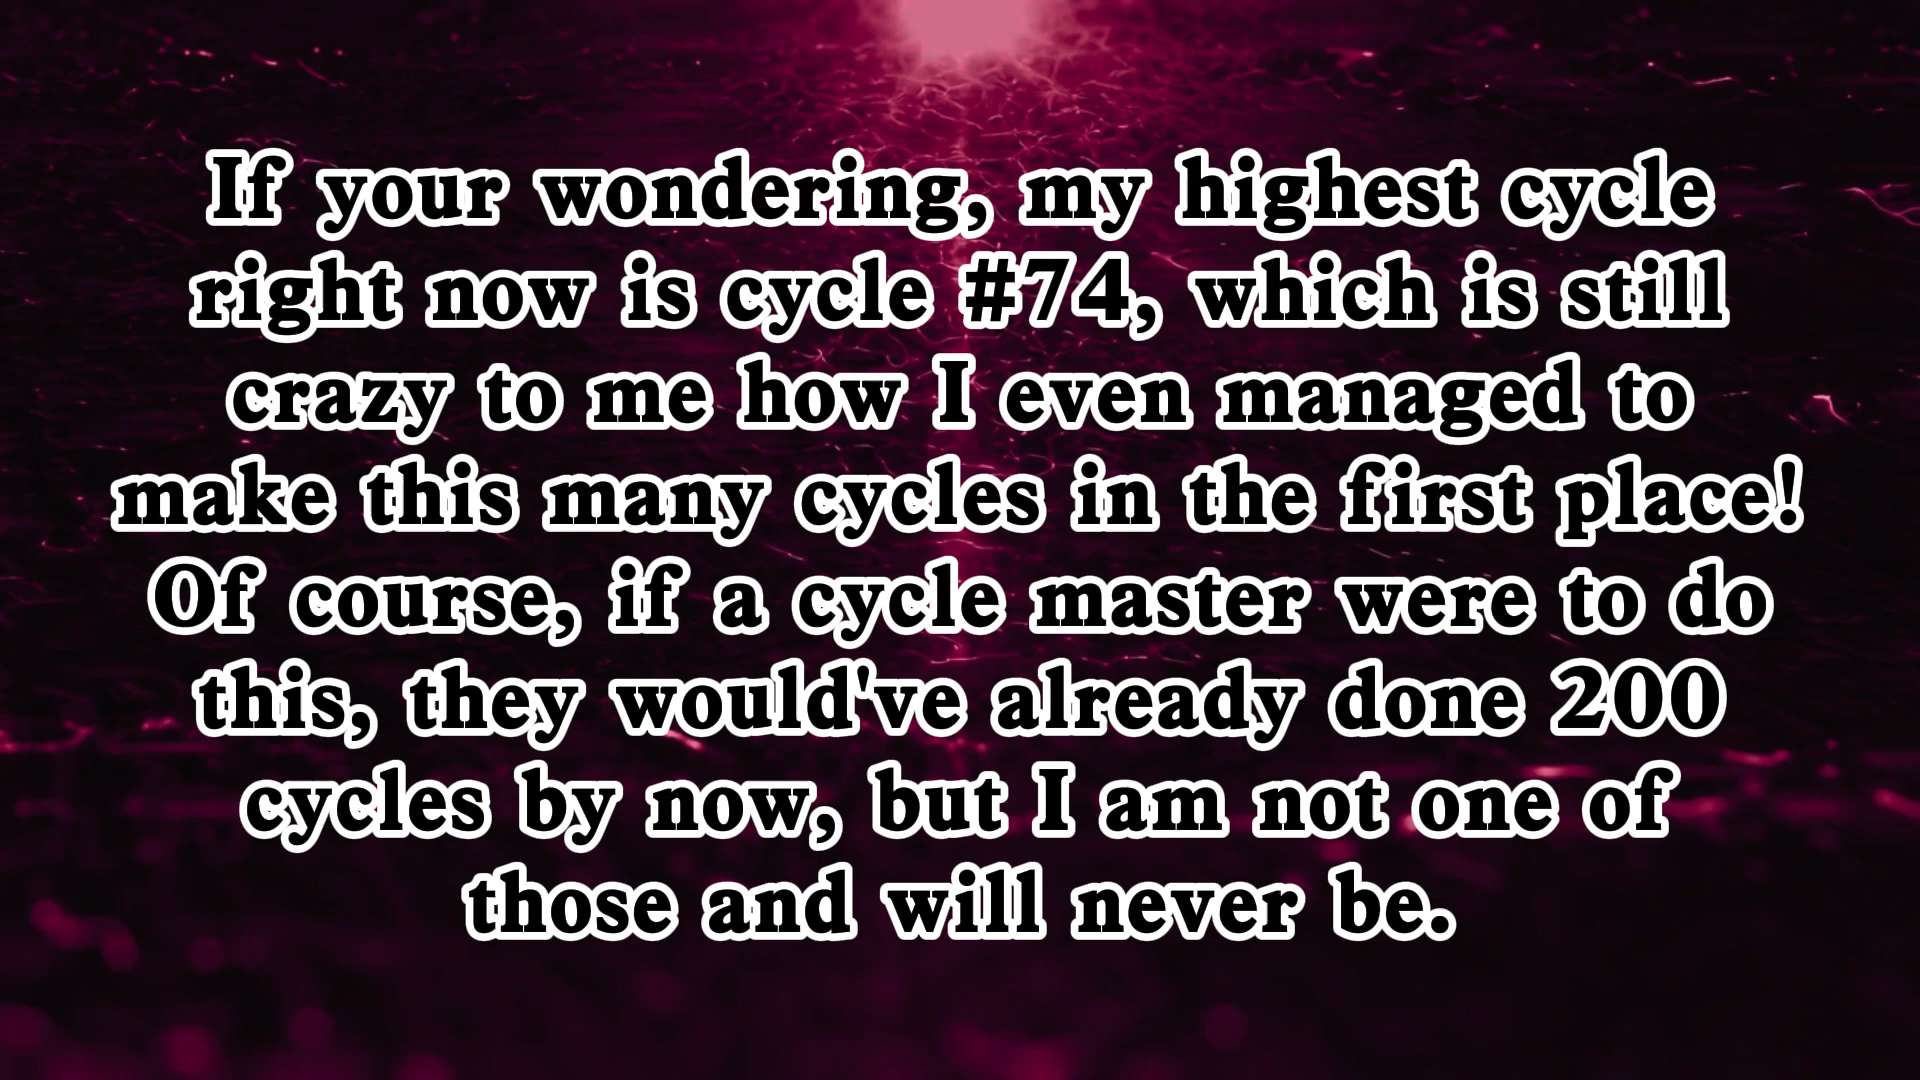 If your wondering, my highest cycle
right now is cycle #74, which is still
crazy to me how I even managed to
make this many cycles in the first place!
Of course, if a cycle master were to do
this, they would've already done 200
cycles by now, but I am not one of
those and will never be.